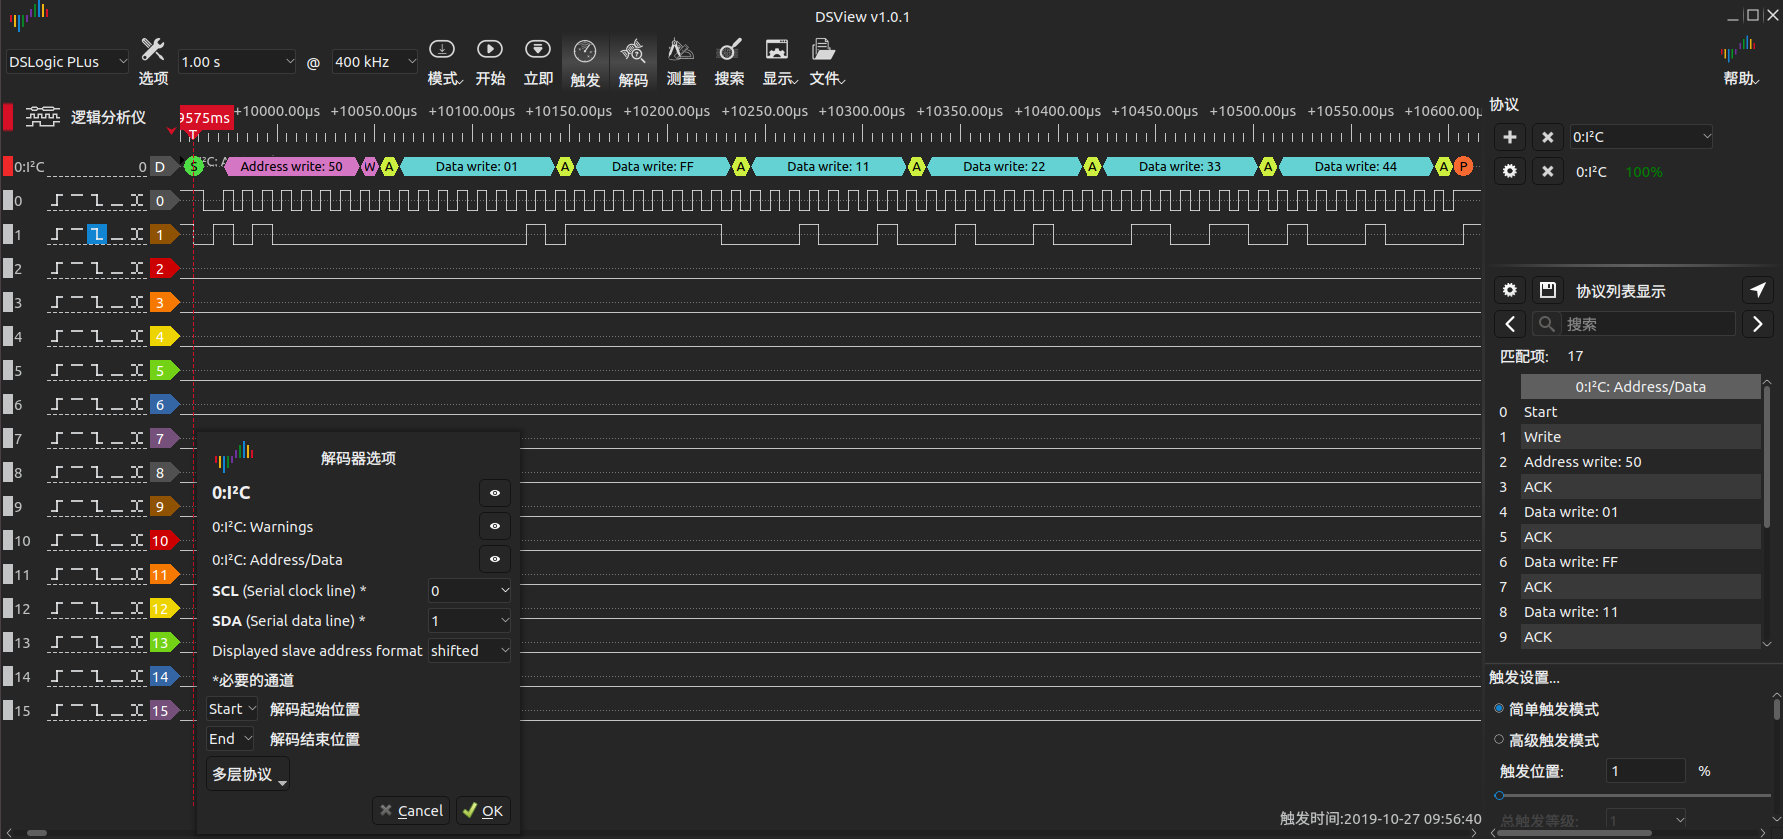 DSView v1.0.1
DSLogic PLus
选项
1.00 s
@
400 kHz
模式
开始
立即
触发
解码
测量
搜索
显示
文件
帮助
逻辑分析仪
9575ms
T
+10000.00µs
+10050.00µs
+10100.00µs
+10150.00µs
+10200.00µs
+10250.00µs
+10300.00µs
+10350.00µs
+10400.00µs
+10450.00µs
+10500.00µs
+10550.00µs
+10600.00µ
0:I²C
0
D
S
Address write: 50
W
A
Data write: 01
A
Data write: FF
A
Data write: 11
A
Data write: 22
A
Data write: 33
A
Data write: 44
A
P
0
0
1
1
2
2
3
3
4
4
5
5
6
6
7
7
8
8
9
9
10
10
11
11
12
12
13
13
14
14
15
15
解码器选项
0:I²C
0:I²C: Warnings
0:I²C: Address/Data
SCL (Serial clock line) *
0
SDA (Serial data line) *
1
Displayed slave address format
shifted
*必要的通道
Start
解码起始位置
End
解码结束位置
多层协议
Cancel
OK
触发时间:2019-10-27 09:56:40
协议
0:I²C
0:I²C
100%
协议列表显示
搜索
匹配项:
17
0:I²C: Address/Data
0
Start
1
Write
2
Address write: 50
3
ACK
4
Data write: 01
5
ACK
6
Data write: FF
7
ACK
8
Data write: 11
9
ACK
触发设置...
简单触发模式
高级触发模式
触发位置:
1
%
总触发等级:
1